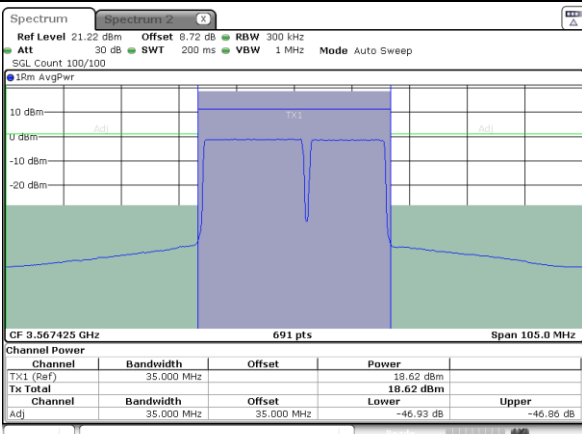 Spectrum Spectrum 2 X
Ref Level 21.22 dBm Offset 8.72 dB RBW 300 kHz
Att 30 dB SWT 200 ms VBW 1 MHz Mode Auto Sweep
SGL Count 100/100
1Rm AvgPwr
10 dBm
TX1
Adj Adj
0 dBm
-10 dBm
-20 dBm
CF 3.567425 GHz 691 pts Span 105.0 MHz
Channel Power
Channel Bandwidth Offset Power
TX1 (Ref) 35.000 MHz 18.62 dBm
Tx Total 18.62 dBm
Channel Bandwidth Offset Lower Upper
Adj 35.000 MHz 35.000 MHz -46.93 dB -46.86 dB